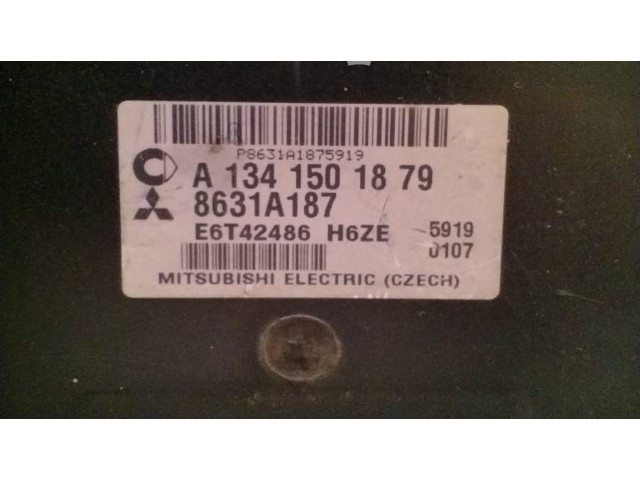 P8631A1875919
A 134 150 18 79
8631A187
E6T42486 H6ZE 5919
0107
MITSUBISHI ELECTRIC (CZECH)